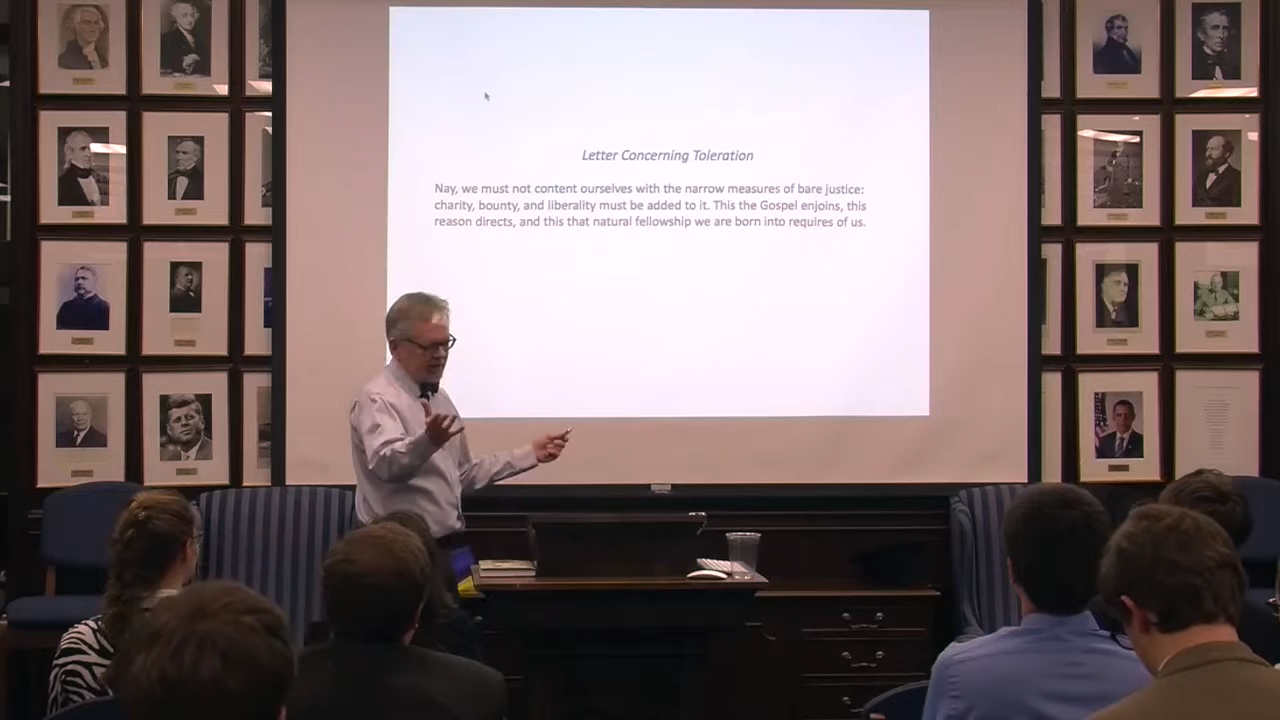 Letter Concerning Toleration
Nay, we must not content ourselves with the narrow measures of bare justice:
charity, bounty, and liberality must be added to it. This the Gospel enjoins, this
reason directs, and this that natural fellowship we are born into requires of us.